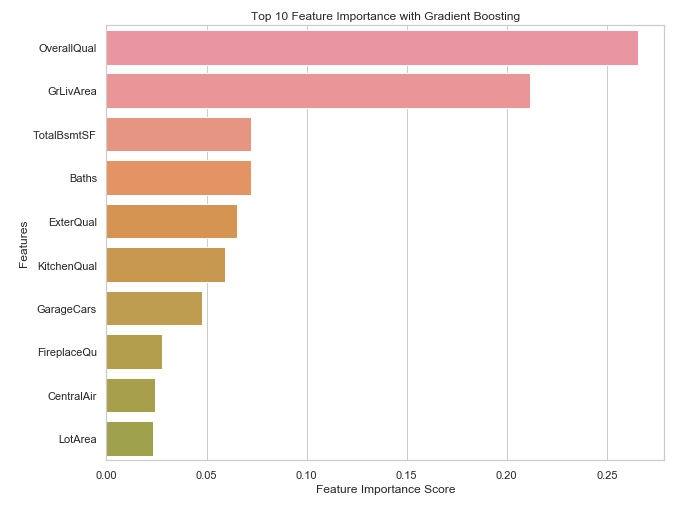 Top 10 Feature Importance with Gradient Boosting
Features
OverallQual
GrLivArea
TotalBsmtSF
Baths
ExterQual
KitchenQual
GarageCars
FireplaceQu
CentralAir
LotArea
0.00 0.05 0.10 0.15 0.20 0.25
Feature Importance Score